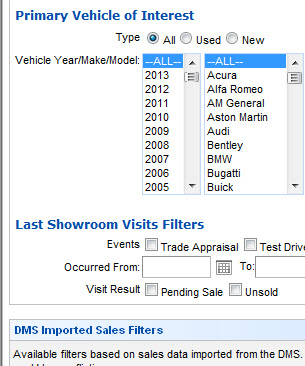 Primary Vehicle of Interest
Type All Used New
Vehicle Year/Make/Model: --ALL-- --ALL--
2013 Acura
2012 Alfa Romeo
2011 AM General
2010 Aston Martin
2009 Audi
2008 Bentley
2007 BMW
2006 Bugatti
2005 Buick
Last Showroom Visits Filters
Events Trade Appraisal Test Drive
Occurred From: To:
Visit Result Pending Sale Unsold
DMS Imported Sales Filters
Available filters based on sales data imported from the DMS.